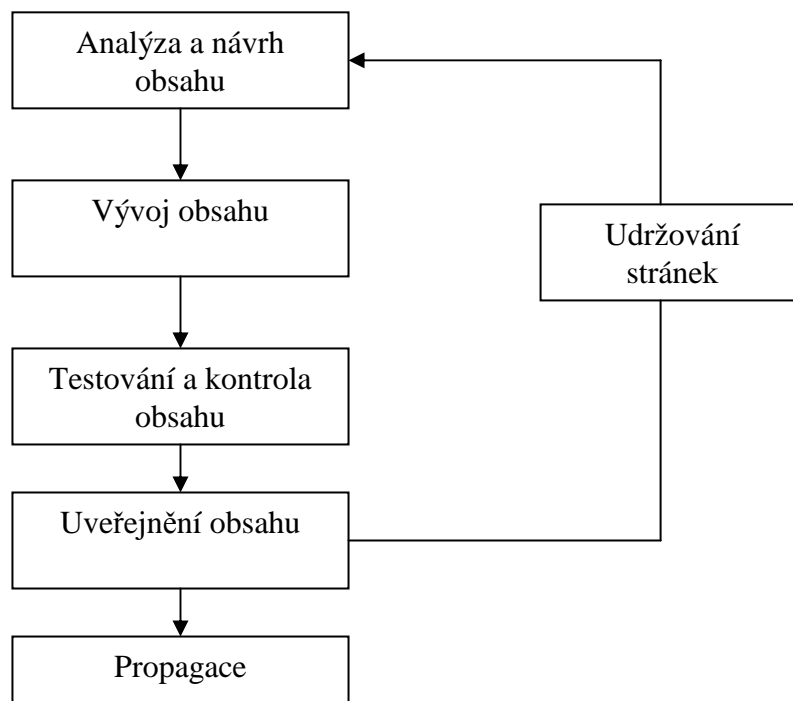 Analýza a návrh
obsahu
Vývoj obsahu
Udržování
stránek
Testování a kontrola
obsahu
Uveřejnění obsahu
Propagace